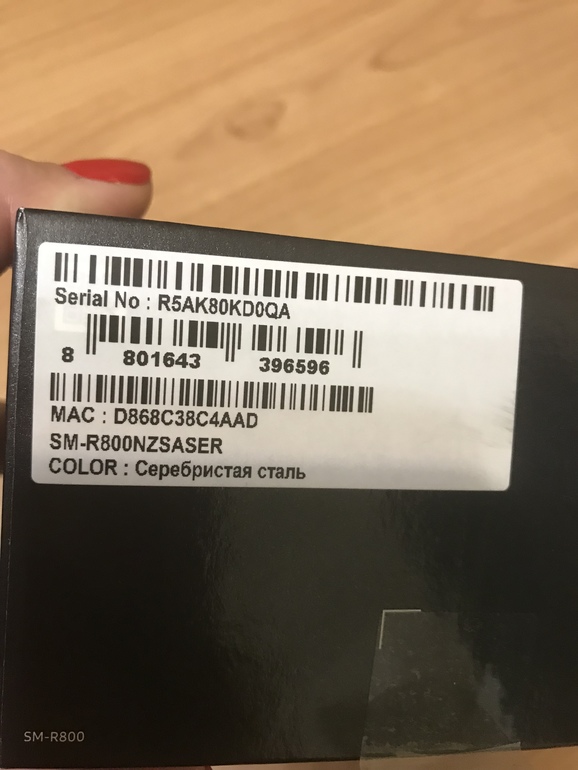 Serial No : R5AK80KD0QA
8 801643 396596
MAC : D868C38C4AAD
SM-R800NZSASER
COLOR : Серебристая сталь
SM-R800